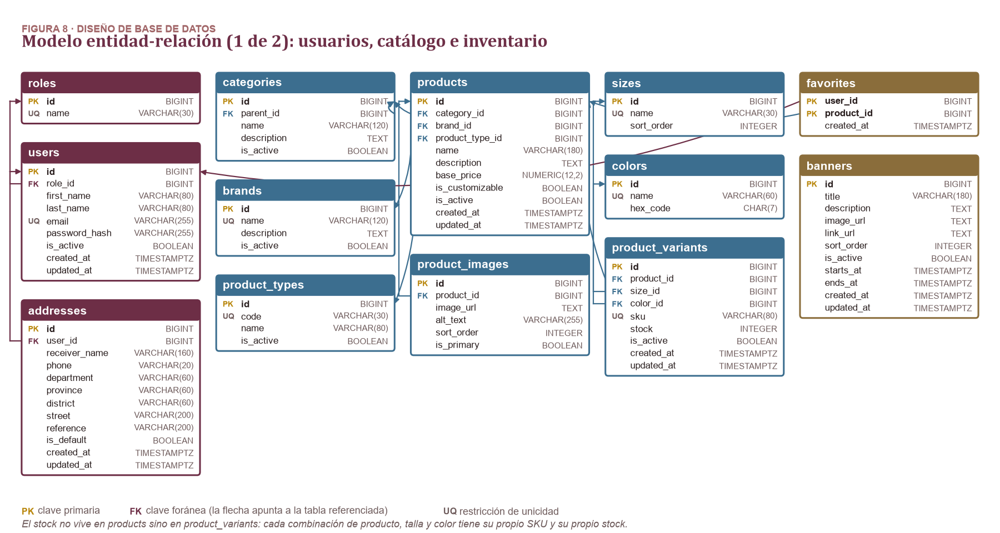 FIGURA 8 · DISEÑO DE BASE DE DATOS
Modelo entidad-relación (1 de 2): usuarios, catálogo e inventario
roles
PK id BIGINT
UQ name VARCHAR(30)
users
PK id BIGINT
FK role_id BIGINT
first_name VARCHAR(80)
last_name VARCHAR(80)
UQ email VARCHAR(255)
password_hash VARCHAR(255)
is_active BOOLEAN
created_at TIMESTAMPTZ
updated_at TIMESTAMPTZ
addresses
PK id BIGINT
FK user_id BIGINT
receiver_name VARCHAR(160)
phone VARCHAR(20)
department VARCHAR(60)
province VARCHAR(60)
district VARCHAR(60)
street VARCHAR(200)
reference VARCHAR(200)
is_default BOOLEAN
created_at TIMESTAMPTZ
updated_at TIMESTAMPTZ
categories
PK id BIGINT
FK parent_id BIGINT
name VARCHAR(120)
description TEXT
is_active BOOLEAN
brands
PK id BIGINT
UQ name VARCHAR(120)
description TEXT
is_active BOOLEAN
product_types
PK id BIGINT
UQ code VARCHAR(30)
name VARCHAR(80)
is_active BOOLEAN
products
PK id BIGINT
FK category_id BIGINT
FK brand_id BIGINT
FK product_type_id BIGINT
name VARCHAR(180)
description TEXT
base_price NUMERIC(12,2)
is_customizable BOOLEAN
is_active BOOLEAN
created_at TIMESTAMPTZ
updated_at TIMESTAMPTZ
product_images
PK id BIGINT
FK product_id BIGINT
image_url TEXT
alt_text VARCHAR(255)
sort_order INTEGER
is_primary BOOLEAN
sizes
PK id BIGINT
UQ name VARCHAR(30)
sort_order INTEGER
colors
PK id BIGINT
UQ name VARCHAR(60)
hex_code CHAR(7)
product_variants
PK id BIGINT
FK product_id BIGINT
FK size_id BIGINT
FK color_id BIGINT
UQ sku VARCHAR(80)
stock INTEGER
is_active BOOLEAN
created_at TIMESTAMPTZ
updated_at TIMESTAMPTZ
favorites
PK user_id BIGINT
PK product_id BIGINT
created_at TIMESTAMPTZ
banners
PK id BIGINT
title VARCHAR(180)
description TEXT
image_url TEXT
link_url TEXT
sort_order INTEGER
is_active BOOLEAN
starts_at TIMESTAMPTZ
ends_at TIMESTAMPTZ
created_at TIMESTAMPTZ
updated_at TIMESTAMPTZ
PK clave primaria FK clave foránea (la flecha apunta a la tabla referenciada) UQ restricción de unicidad
El stock no vive en products sino en product_variants: cada combinación de producto, talla y color tiene su propio SKU y su propio stock.